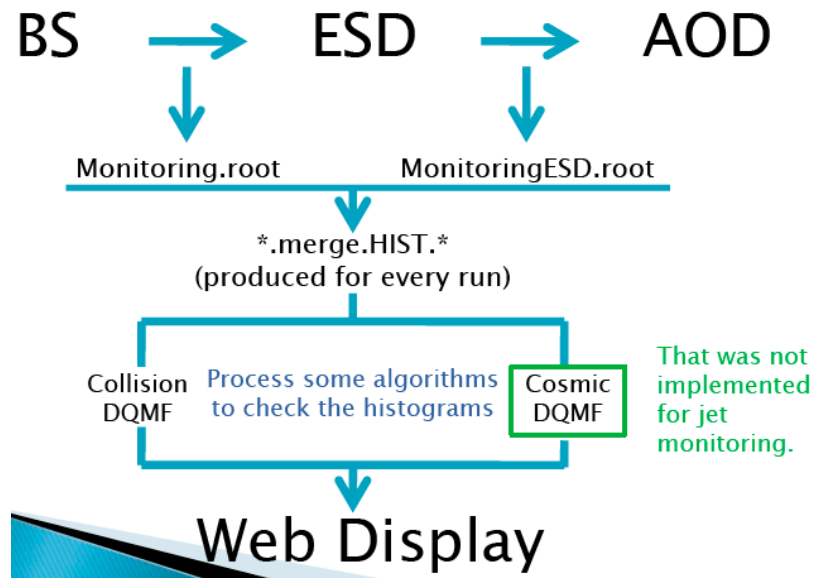 BS ESD AOD
Monitoring.root MonitoringESD.root
*.merge.HIST.*
(produced for every run)
Collision
DQMF
Process some algorithms
to check the histograms
Cosmic
DQMF
That was not
implemented
for jet
monitoring.
Web Display